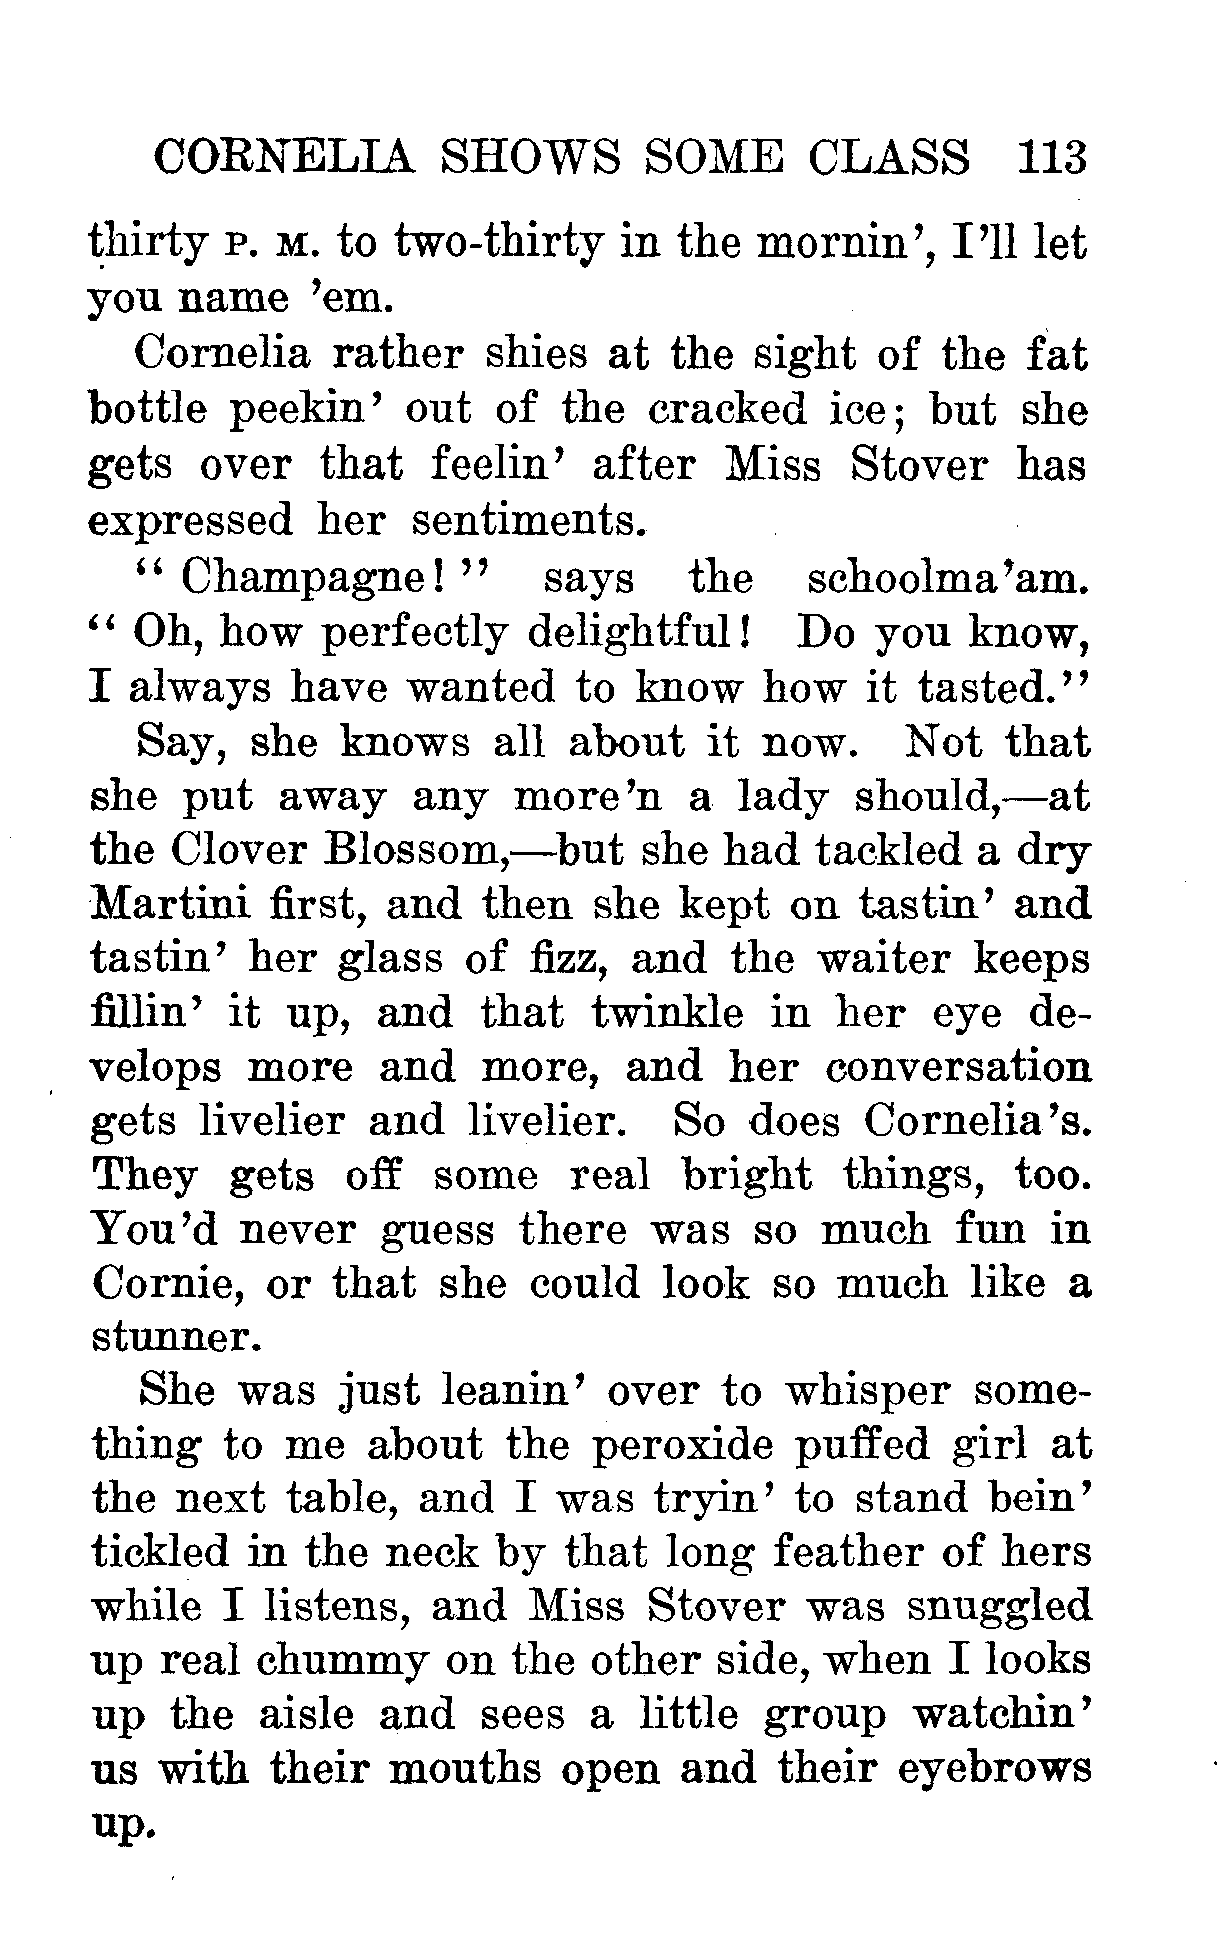 CORNELIA SHOWS SOME CLASS 113
thirty P. M. to two-thirty in the mornin', I'll let
you name 'em.
Cornelia rather shies at the sight of the fat
bottle peekin' out of the cracked ice; but she
gets over that feelin' after Miss Stover has
expressed her sentiments.
"Champagne!" says the schoolma'am.
"Oh, how perfectly delightful! Do you know,
I always have wanted to know how it tasted."
Say, she knows all about it now. Not that
she put away any more'n a lady should,—at
the Clover Blossom,—but she had tackled a dry
Martini first, and then she kept on tastin' and
tastin' her glass of fizz, and the waiter keeps
fillin' it up, and that twinkle in her eye de-
velops more and more, and her conversation
gets livelier and livelier. So does Cornelia's.
They gets off some real bright things, too.
You'd never guess there was so much fun in
Cornie, or that she could look so much like a
stunner.
She was just leanin' over to whisper some-
thing to me about the peroxide puffed girl at
the next table, and I was tryin' to stand bein'
tickled in the neck by that long feather of hers
while I listens, and Miss Stover was snuggled
up real chummy on the other side, when I looks
up the aisle and sees a little group watchin'
us with their mouths open and their eyebrows
up.